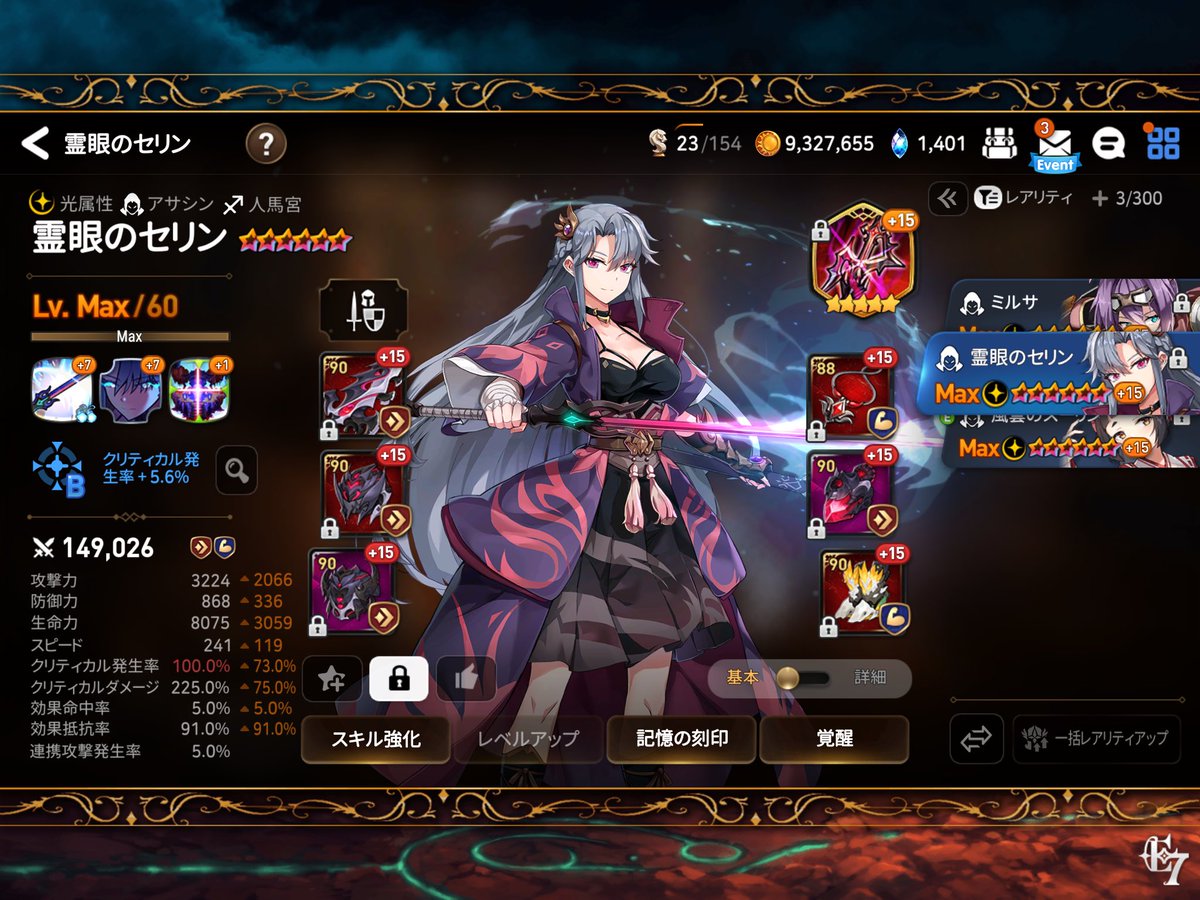 霊眼のセリン
?
23/154
9,327,655
1,401
3
Event
光属性 アサシン 人馬宮
霊眼のセリン
レアリティ + 3/300
Lv. Max/60
Max
+7
+7
+1
クリティカル発
生率+5.6%
B
149,026
攻撃力 3224 2066
防御力 868 336
生命力 8075 3059
スピード 241 119
クリティカル発生率 100.0% 73.0%
クリティカルダメージ 225.0% 75.0%
効果命中率 5.0% 5.0%
効果抵抗率 91.0% 91.0%
連携攻撃発生率 5.0%
90 +15
90 +15
90 +15
+15
88 +15
90 +15
90 +15
ミルサ
霊眼のセリン
Max +15
Max +15
基本 詳細
スキル強化
レベルアップ
記憶の刻印
覚醒
一括レアリティアップ
E7